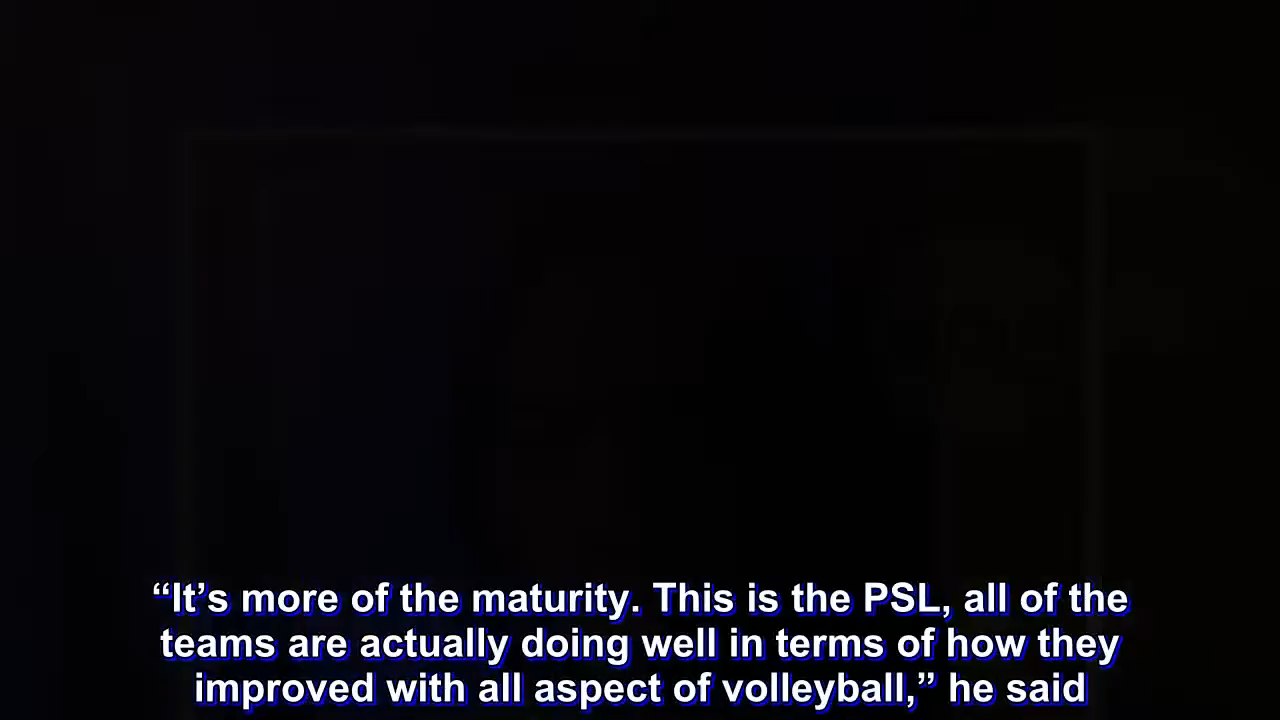 “It’s more of the maturity. This is the PSL, all of the
teams are actually doing well in terms of how they
improved with all aspect of volleyball,” he said